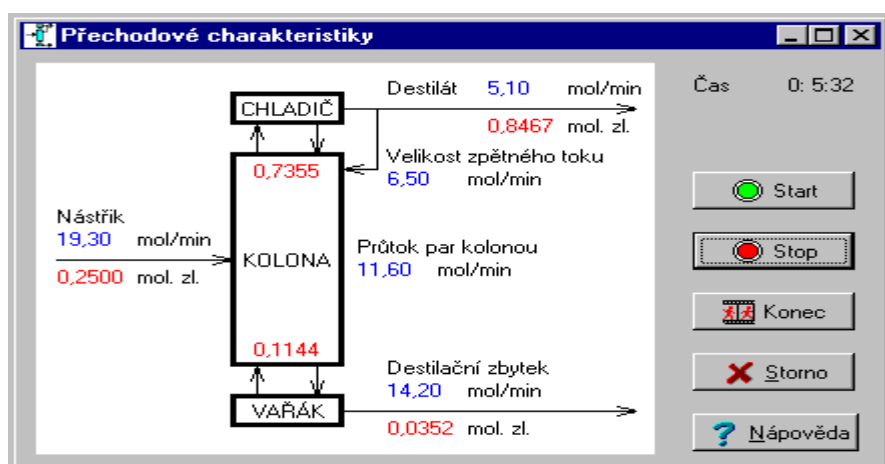 Přechodové charakteristiky
Destilát 5,10 mol/min
0,8467 mol. zl.
CHLADIČ
Velikost zpětného toku
6,50 mol/min
0,7355
Nástřik
19,30 mol/min
0,2500 mol. zl.
KOLONA
Průtok par kolonou
11,60 mol/min
0,1144
Destilační zbytek
14,20 mol/min
0,0352 mol. zl.
VAŘÁK
Čas 0: 5:32
Start
Stop
Konec
Storno
Nápověda